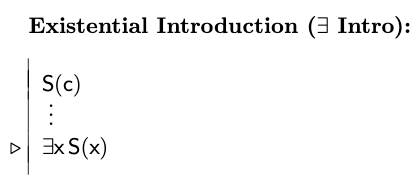 Existential Introduction (∃ Intro):
S(c)
⋮
▷ ∃x S(x)